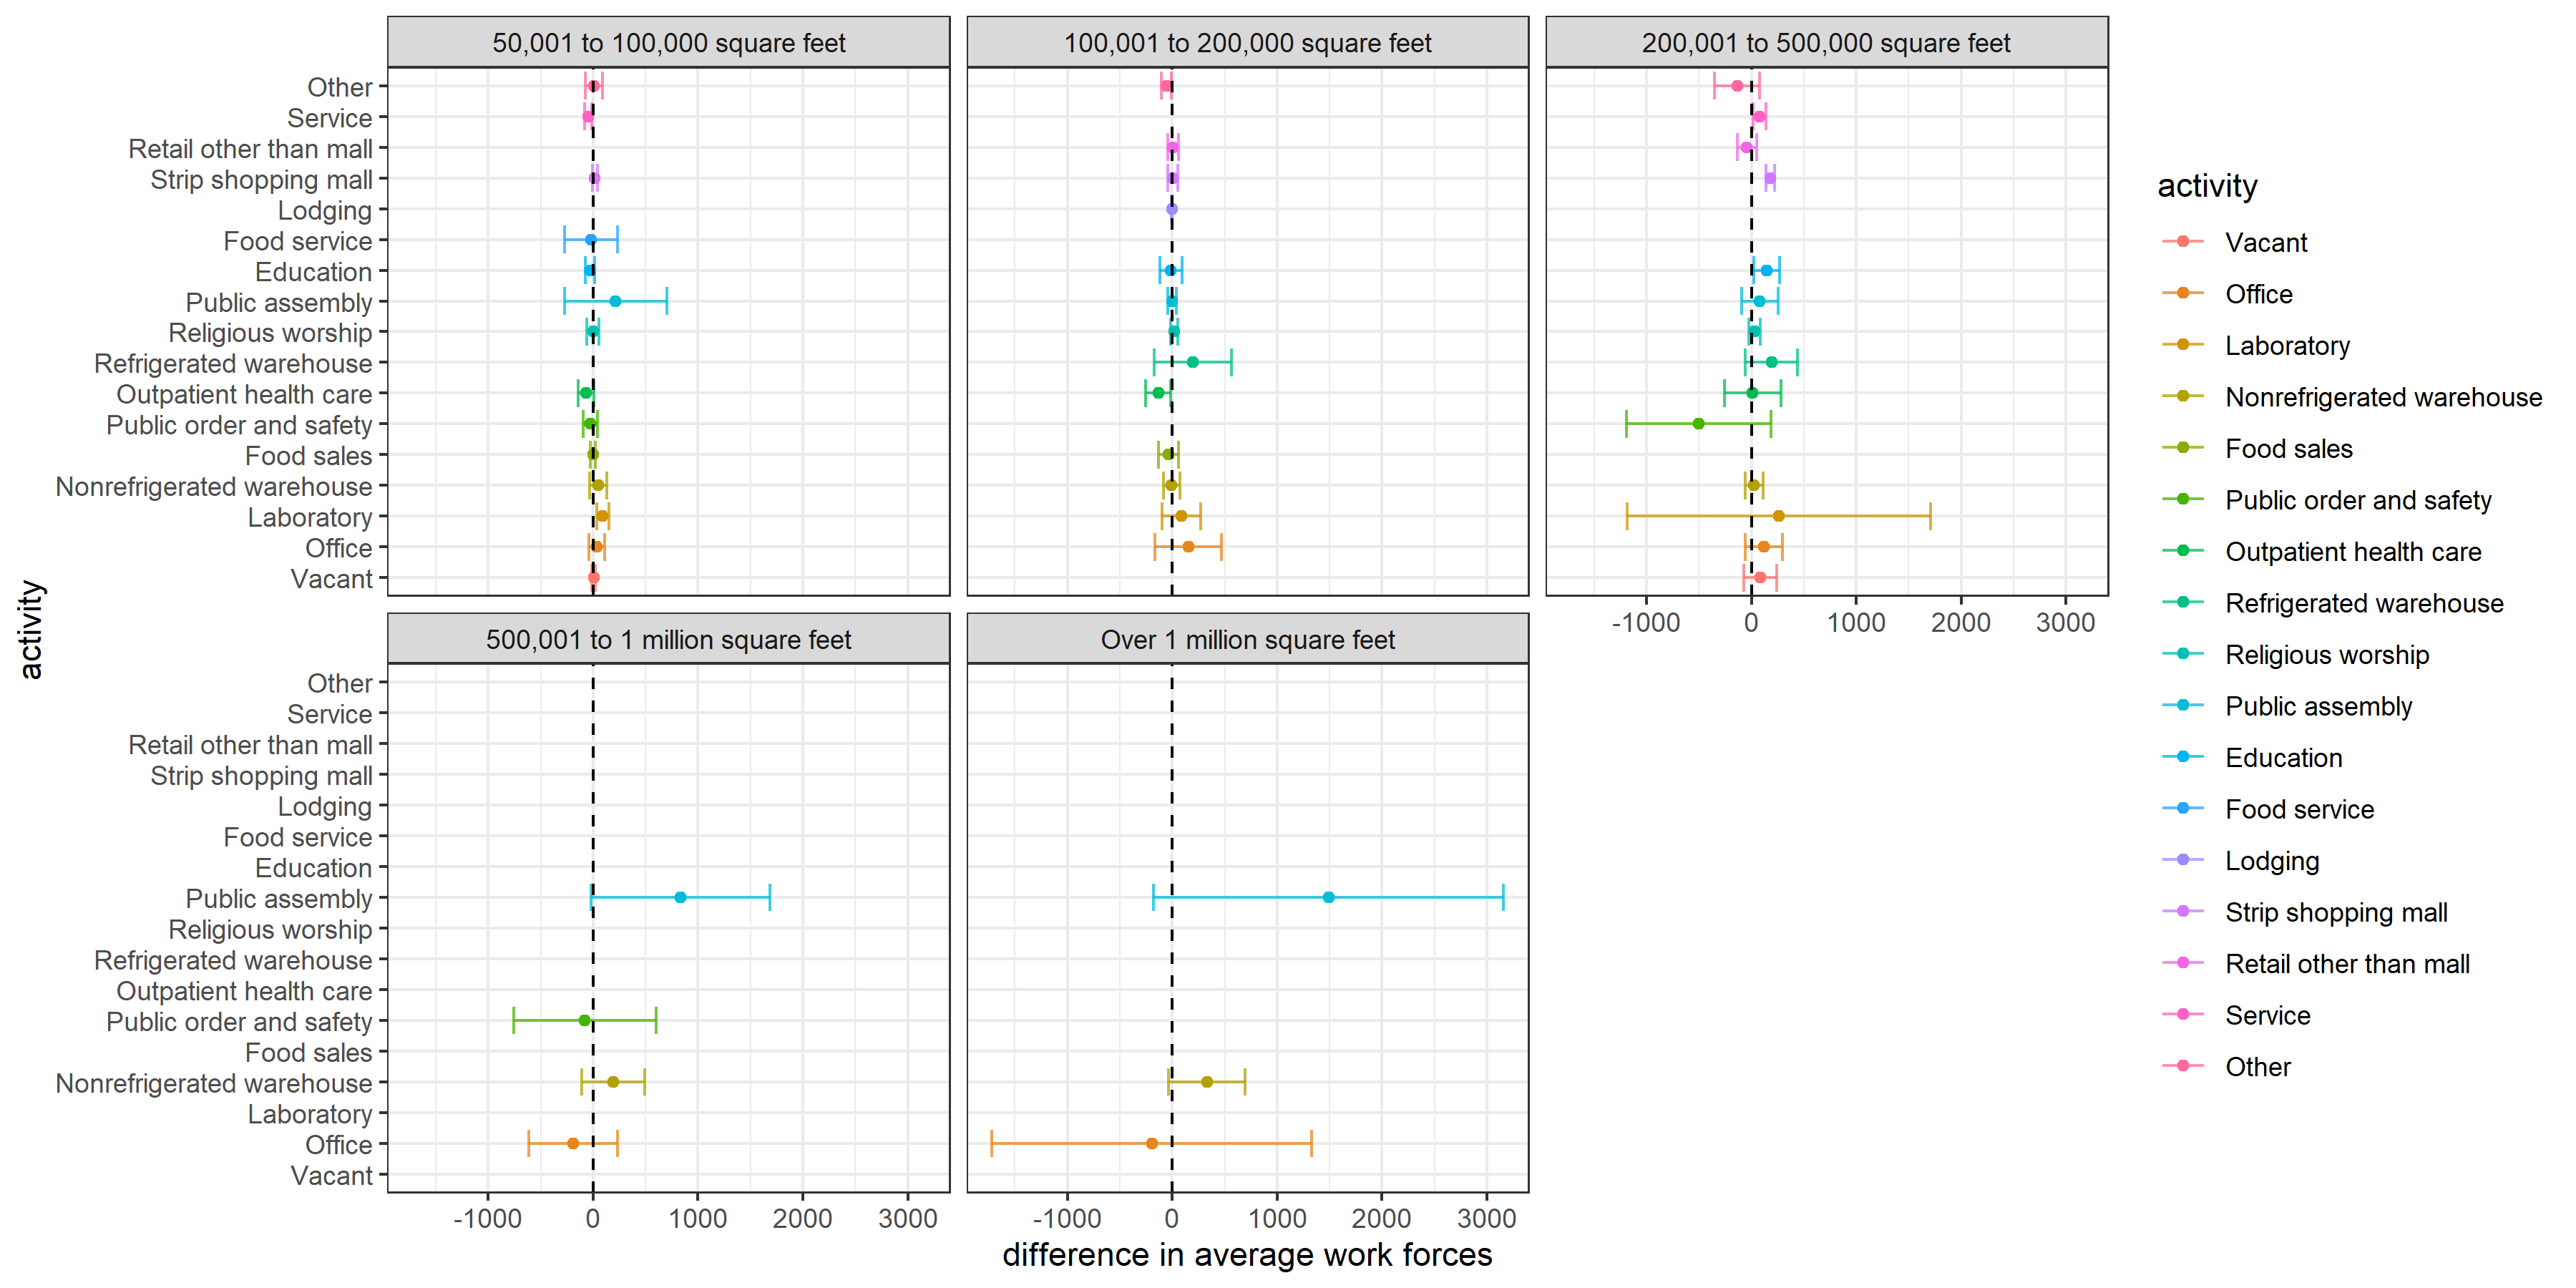 50,001 to 100,000 square feet
100,001 to 200,000 square feet
200,001 to 500,000 square feet
Other
Service
Retail other than mall
Strip shopping mall
Lodging
Food service
Education
Public assembly
Religious worship
Refrigerated warehouse
Outpatient health care
Public order and safety
Food sales
Nonrefrigerated warehouse
Laboratory
Office
Vacant
-1000 0 1000 2000 3000
500,001 to 1 million square feet
Over 1 million square feet
Other
Service
Retail other than mall
Strip shopping mall
Lodging
Food service
Education
Public assembly
Religious worship
Refrigerated warehouse
Outpatient health care
Public order and safety
Food sales
Nonrefrigerated warehouse
Laboratory
Office
Vacant
-1000 0 1000 2000 3000
-1000 0 1000 2000 3000
difference in average work forces
activity
activity
Vacant
Office
Laboratory
Nonrefrigerated warehouse
Food sales
Public order and safety
Outpatient health care
Refrigerated warehouse
Religious worship
Public assembly
Education
Food service
Lodging
Strip shopping mall
Retail other than mall
Service
Other